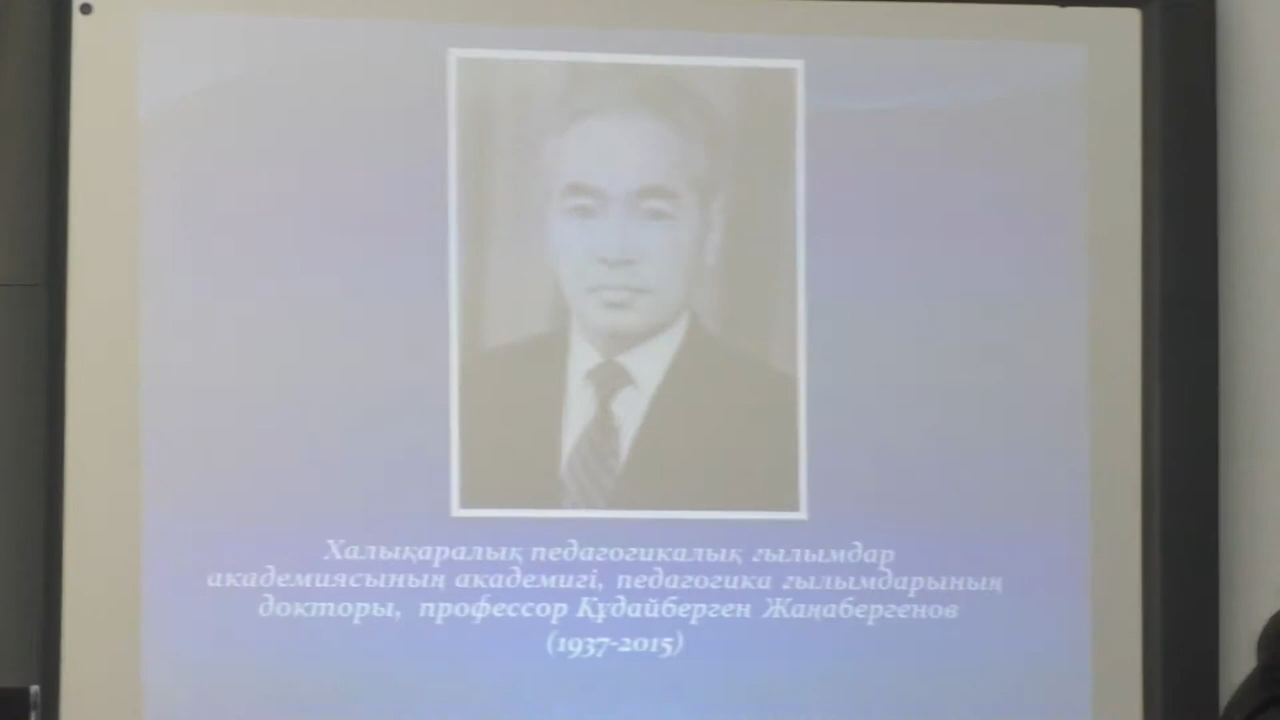 Халықаралық педагогикалық ғылымдар
академиясының академигі, педагогика ғылымдарының
докторы, профессор Құдайберген Жаңабергенов
(1937-2015)